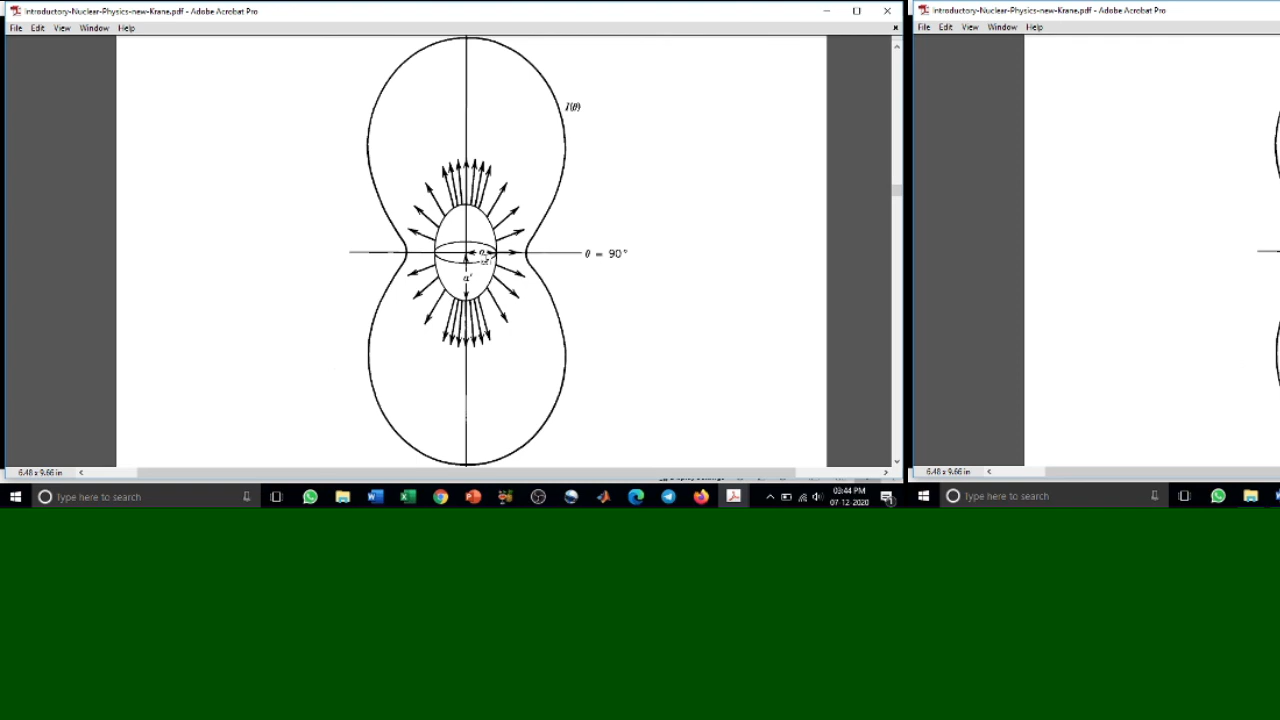 Introductory-Nuclear-Physics-new-Krane.pdf - Adobe Acrobat Pro
File Edit View Window Help
I(θ)
a
θ = 90°
a'
6.48 x 9.66 in
Type here to search
03:44 PM
07-12-2020
1
Introductory-Nuclear-Physics-new-Krane.pdf - Adobe Acrobat Pro
File Edit View Window Help
6.48 x 9.66 in
Type here to search